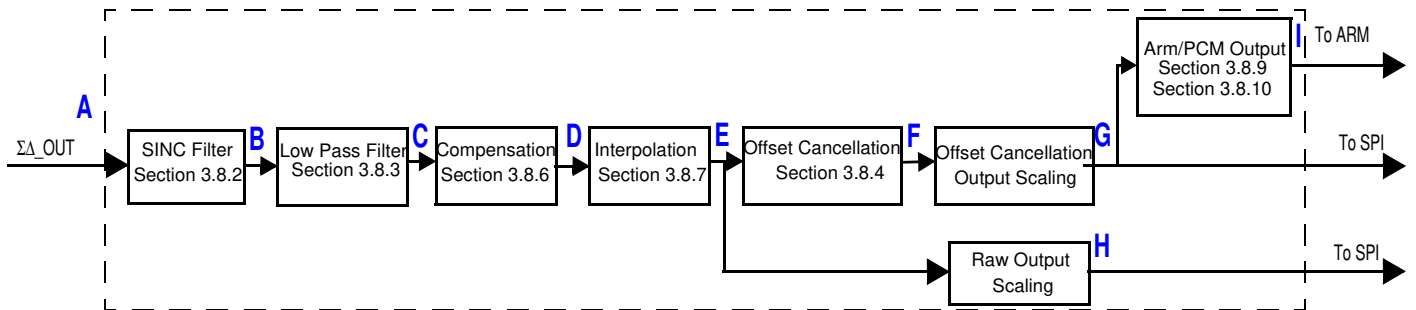 A
ΣΔ_OUT
SINC Filter
Section 3.8.2
B
Low Pass Filter
Section 3.8.3
C
Compensation
Section 3.8.6
D
Interpolation
Section 3.8.7
E
Offset Cancellation
Section 3.8.4
F
Offset Cancellation
Output Scaling
G
To SPI
Arm/PCM Output
Section 3.8.9
Section 3.8.10
I
To ARM
Raw Output
Scaling
H
To SPI